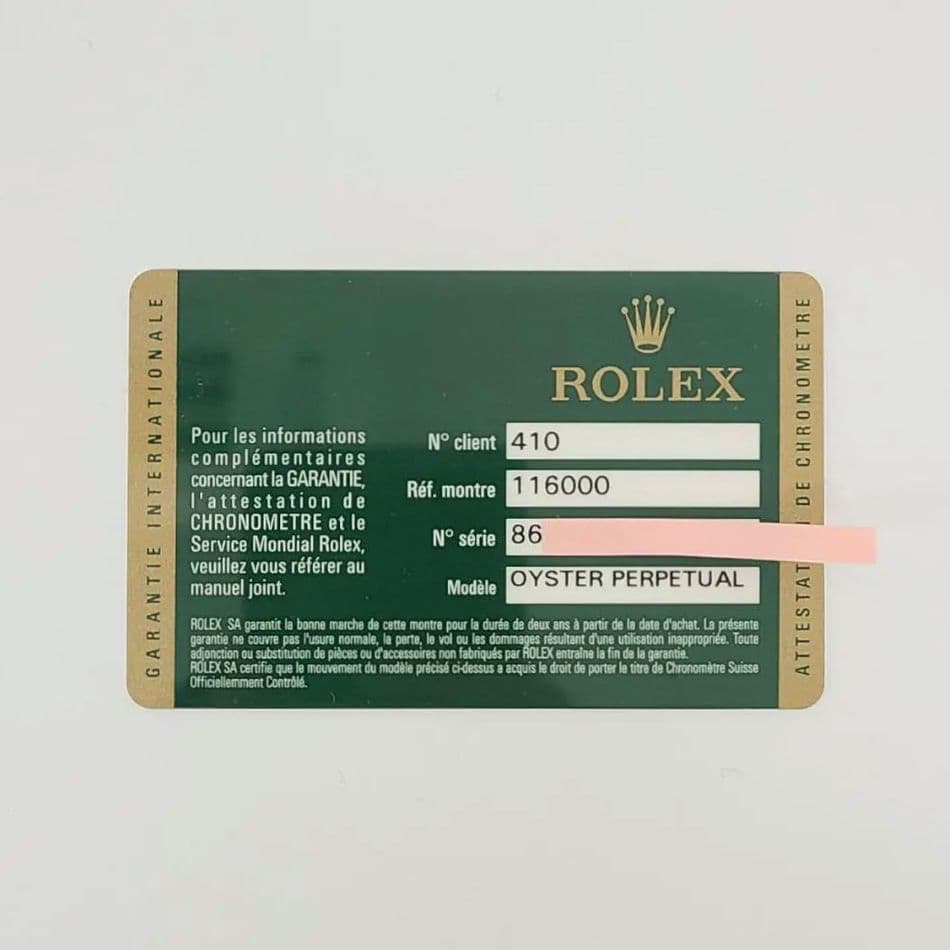 GARANTIE INTERNATIONALE
ROLEX
Pour les informations
complémentaires
concernant la GARANTIE,
l'attestation de
CHRONOMETRE et le
Service Mondial Rolex,
veuillez vous référer au
manuel joint.
N° client 410
Réf. montre 116000
N° série 86
Modèle OYSTER PERPETUAL
ROLEX SA garantit la bonne marche de cette montre pour la durée de deux ans à partir de la date d'achat. La présente
garantie ne couvre pas l'usure normale, la perte, le vol ou les dommages résultant d'une utilisation inappropriée. Toute
adjonction ou substitution de pièces ou d'accessoires non fabriqués par ROLEX entraîne la fin de la garantie.
ROLEX SA certifie que le mouvement du modèle précisé ci-dessus a acquis le droit de porter le titre de Chronomètre Suisse
Officiellement Contrôlé.
ATTESTAT DE CHRONOMETRE